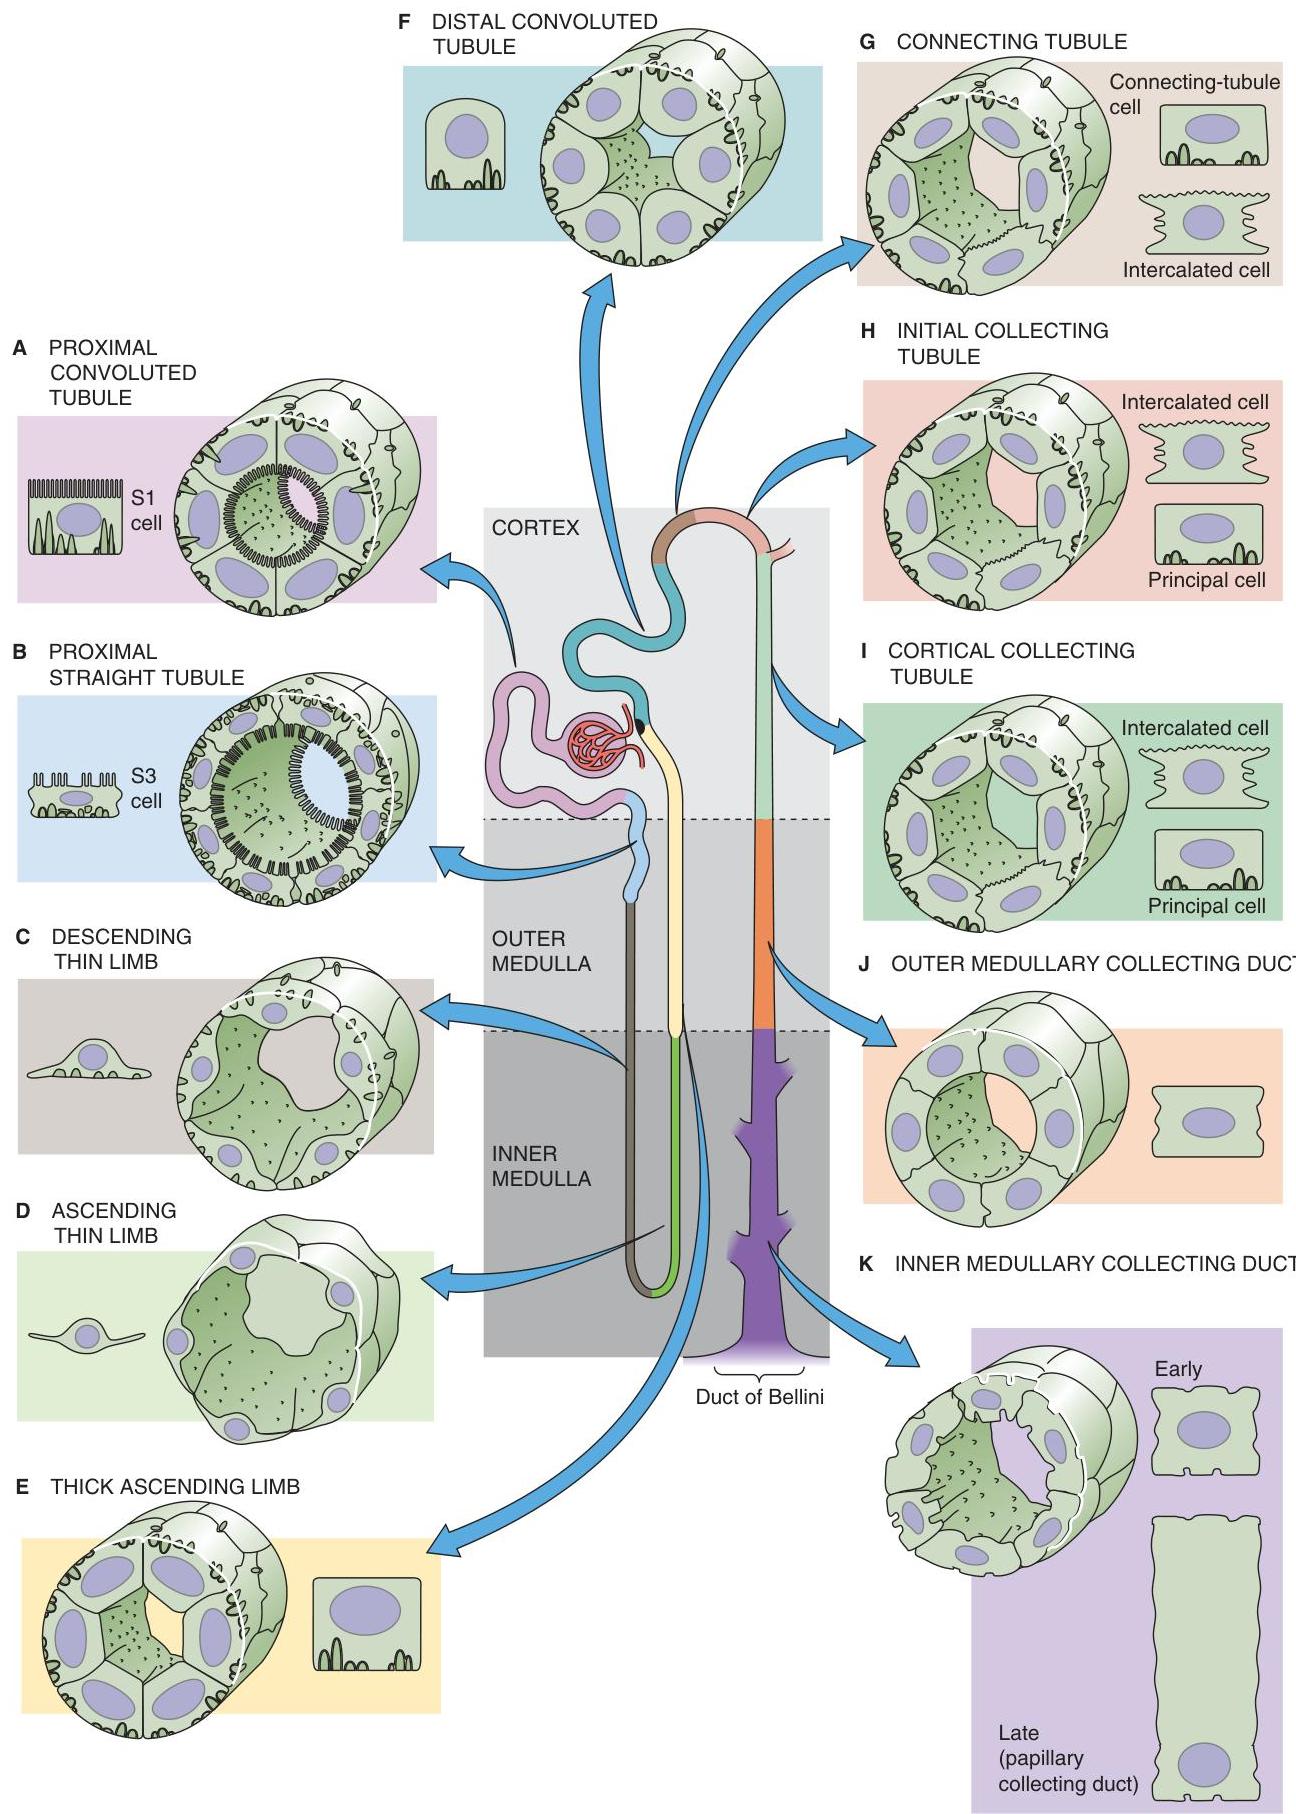 F DISTAL CONVOLUTED
TUBULE
G CONNECTING TUBULE
Connecting-tubule
cell
Intercalated cell
A PROXIMAL
CONVOLUTED
TUBULE
S1
cell
H INITIAL COLLECTING
TUBULE
Intercalated cell
Principal cell
CORTEX
B PROXIMAL
STRAIGHT TUBULE
S3
cell
I CORTICAL COLLECTING
TUBULE
Intercalated cell
Principal cell
C DESCENDING
THIN LIMB
OUTER
MEDULLA
J OUTER MEDULLARY COLLECTING DUCT
INNER
MEDULLA
D ASCENDING
THIN LIMB
K INNER MEDULLARY COLLECTING DUCT
Early
Duct of Bellini
E THICK ASCENDING LIMB
Late
(papillary
collecting duct)